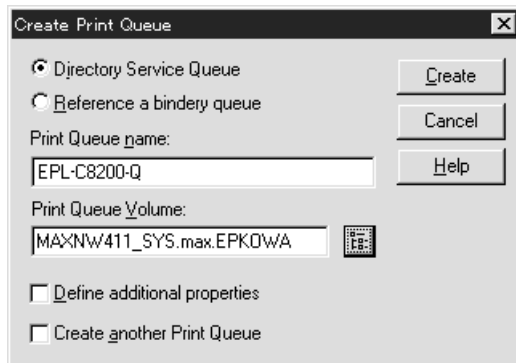 Create Print Queue
Directory Service Queue
Reference a bindery queue
Print Queue name:
EPL-C8200-Q
Print Queue Volume:
MAXNW411_SYS.max.EPKOWA
Define additional properties
Create another Print Queue
Create
Cancel
Help